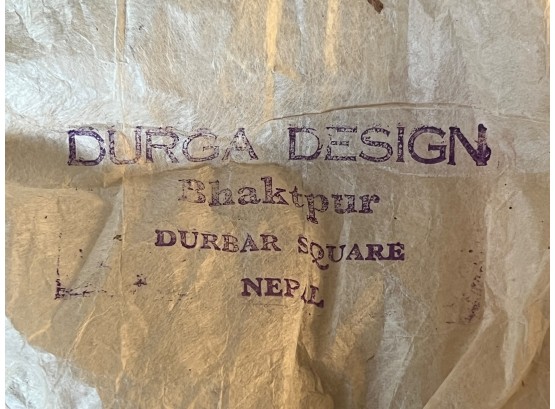 DURGA DESIGN
Bhaktpur
DURBAR SQUARE
NEPAL